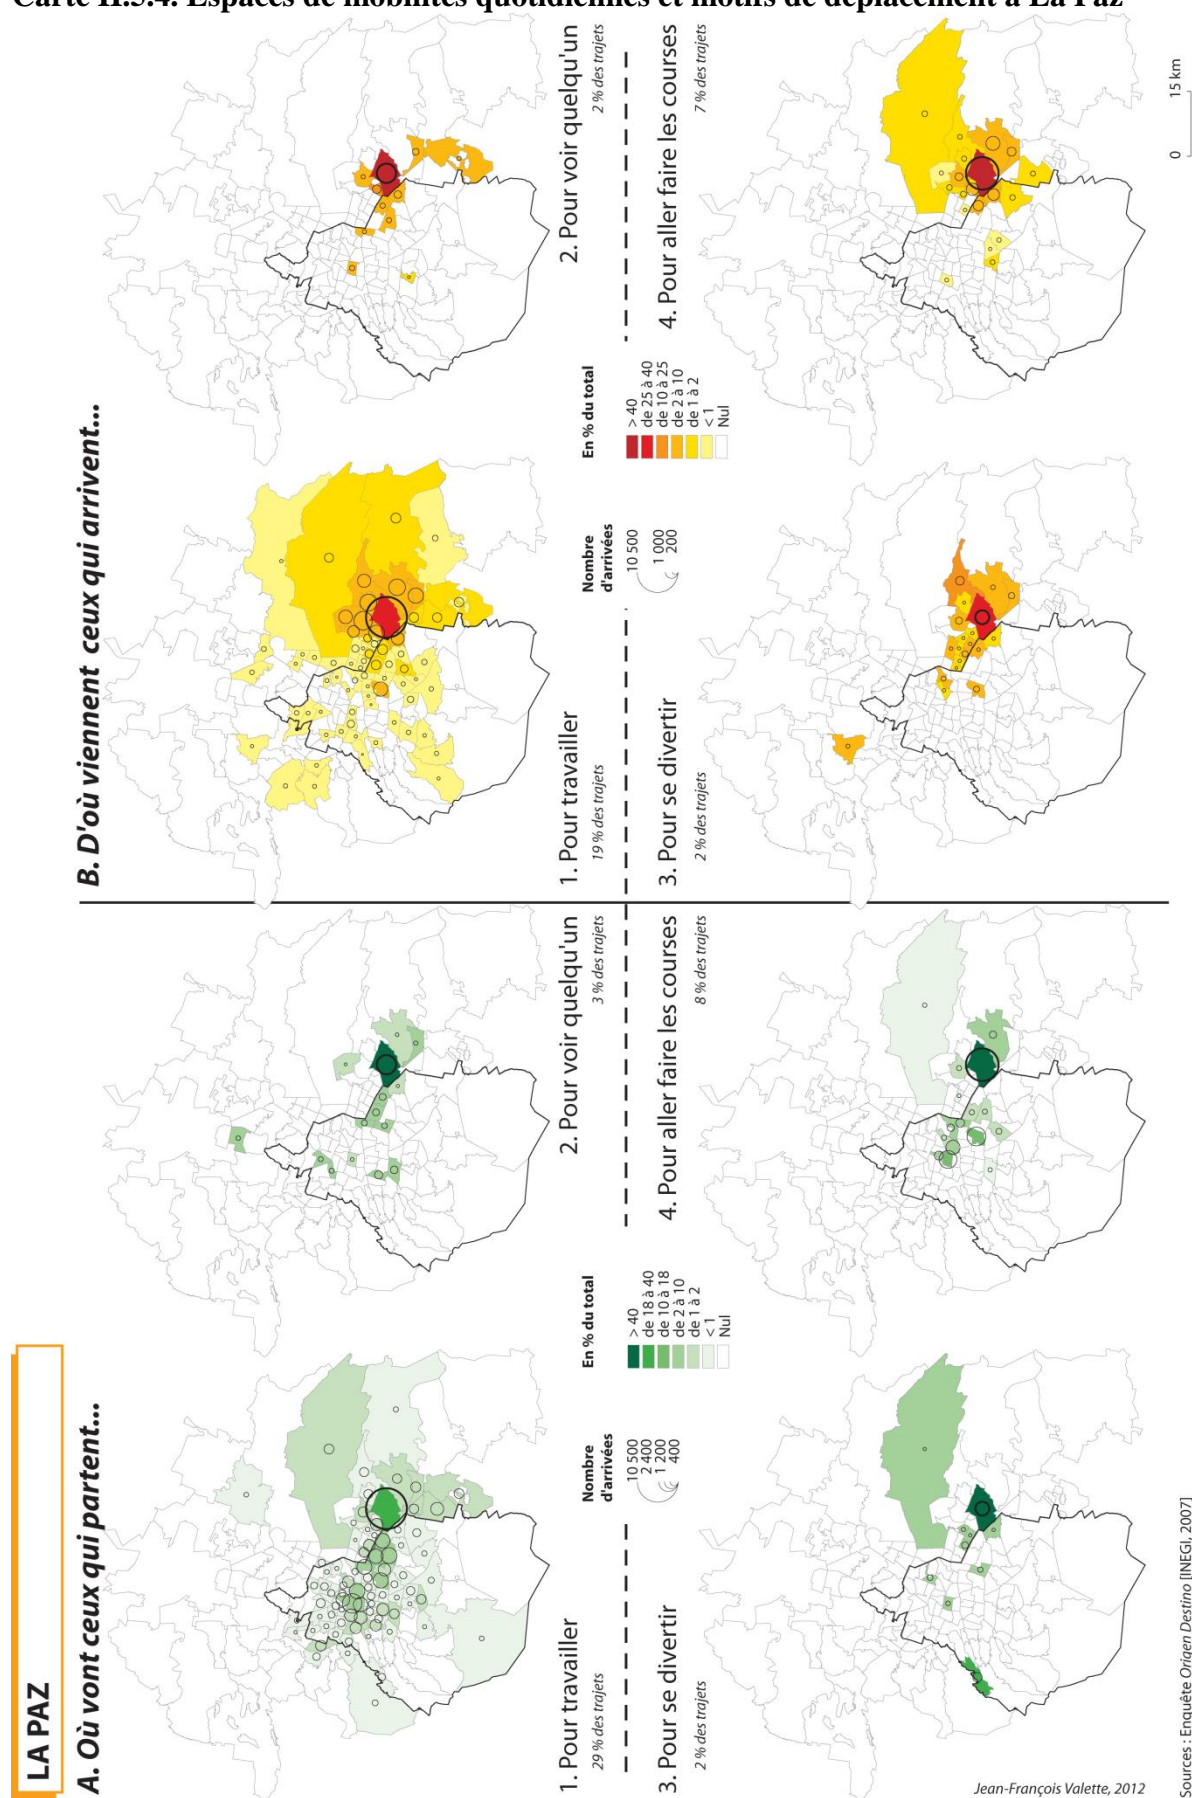 Carte II.3.4. Espaces de mobilités quotidiennes et motifs de déplacement à La Paz
LA PAZ
A. Où vont ceux qui partent...
1. Pour travailler
29 % des trajets
2. Pour voir quelqu'un
3 % des trajets
Nombre
d'arrivées
10 500
2 400
1 200
400
En % du total
> 40
de 18 à 40
de 10 à 18
de 2 à 10
de 1 à 2
< 1
Nul
3. Pour se divertir
2 % des trajets
4. Pour aller faire les courses
8 % des trajets
B. D'où viennent ceux qui arrivent...
1. Pour travailler
19 % des trajets
2. Pour voir quelqu'un
2 % des trajets
Nombre
d'arrivées
10 500
1 000
200
En % du total
> 40
de 25 à 40
de 10 à 25
de 2 à 10
de 1 à 2
< 1
Nul
3. Pour se divertir
2 % des trajets
4. Pour aller faire les courses
7 % des trajets
Jean-François Valette, 2012
0 15 km
Sources : Enquête Origen Destino [INEGI, 2007]